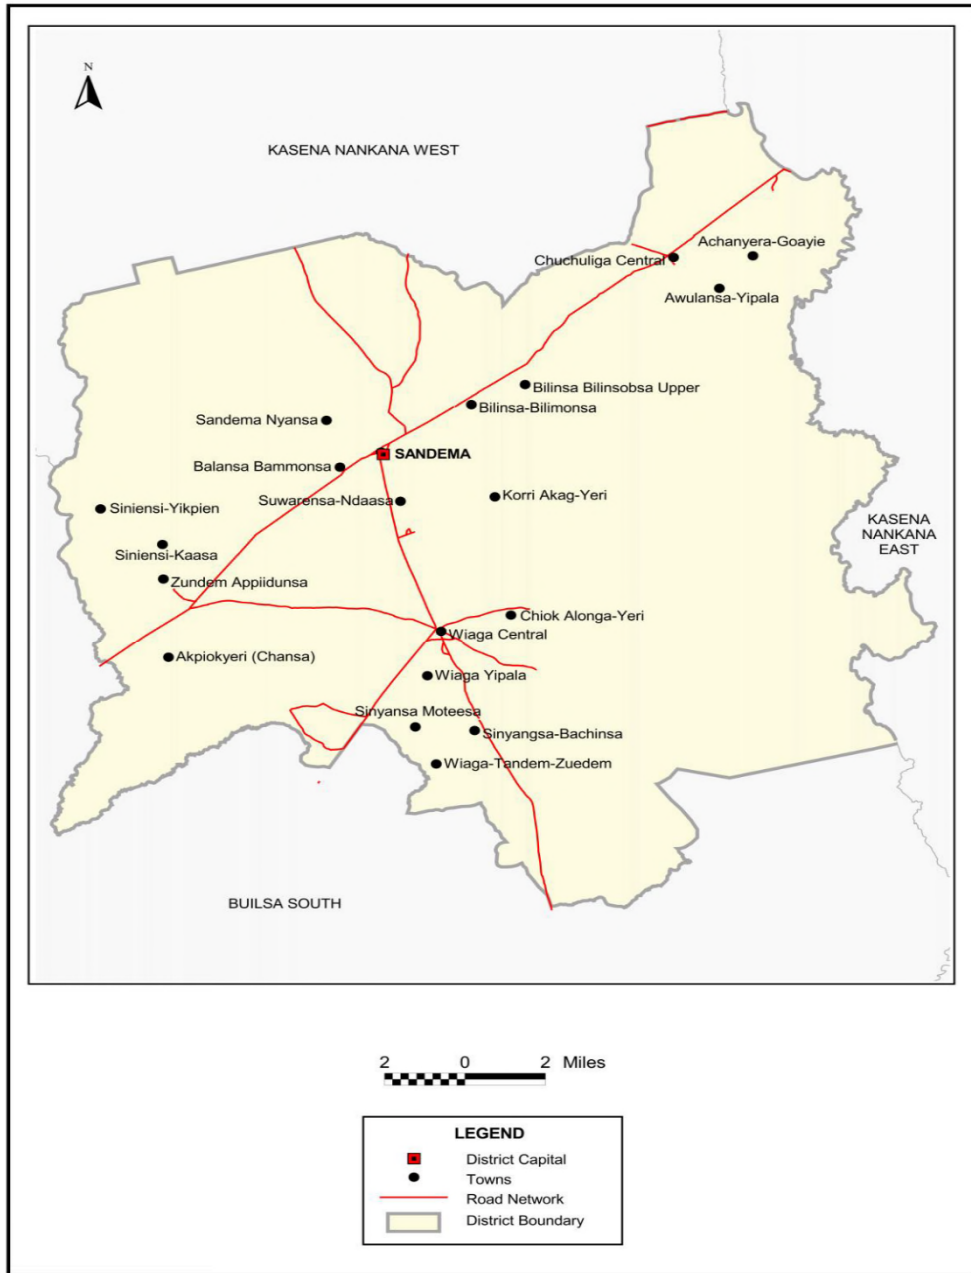 N
KASENA NANKANA WEST
Achanyera-Goayie
Chuchuliga Central
Awulansa-Yipala
Bilinsa Bilinsobsa Upper
Bilinsa-Bilimonsa
Sandema Nyansa
SANDEMA
Balansa Bammonsa
Suwarensa-Ndaasa
Korri Akag-Yeri
Siniensi-Yikpien
KASENA
NANKANA
EAST
Siniensi-Kaasa
Zundem Appiidunsa
Chiok Alonga-Yeri
Wiaga Central
Akpiokyeri (Chansa)
Wiaga Yipala
Sinyansa Moteesa
Sinyangsa-Bachinsa
Wiaga-Tandem-Zuedem
BUILSA SOUTH
2 0 2 Miles
LEGEND
District Capital
Towns
Road Network
District Boundary